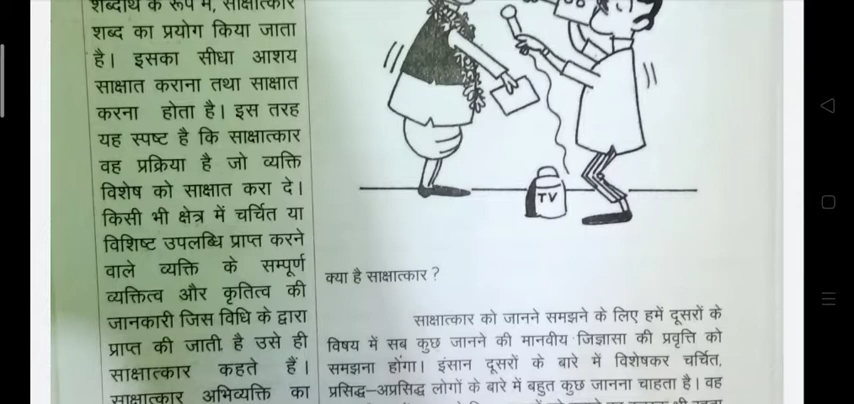 शब्दार्थ के रूप में, साक्षात्कार
शब्द का प्रयोग किया जाता
है। इसका सीधा आशय
साक्षात कराना तथा साक्षात
करना होता है। इस तरह
यह स्पष्ट है कि साक्षात्कार
वह प्रक्रिया है जो व्यक्ति
विशेष को साक्षात करा दे।
किसी भी क्षेत्र में चर्चित या
विशिष्ट उपलब्धि प्राप्त करने
वाले व्यक्ति के सम्पूर्ण
व्यक्तित्व और कृतित्व की
जानकारी जिस विधि के द्वारा
प्राप्त की जाती है उसे ही
साक्षात्कार कहते हैं।
साक्षात्कार अभिव्यक्ति का
TV
क्या है साक्षात्कार ?
साक्षात्कार को जानने समझने के लिए हमें दूसरों के
विषय में सब कुछ जानने की मानवीय जिज्ञासा की प्रवृत्ति को
समझना होंगा। इंसान दूसरों के बारे में विशेषकर चर्चित,
प्रसिद्ध–अप्रसिद्ध लोगों के बारे में बहुत कुछ जानना चाहता है। वह